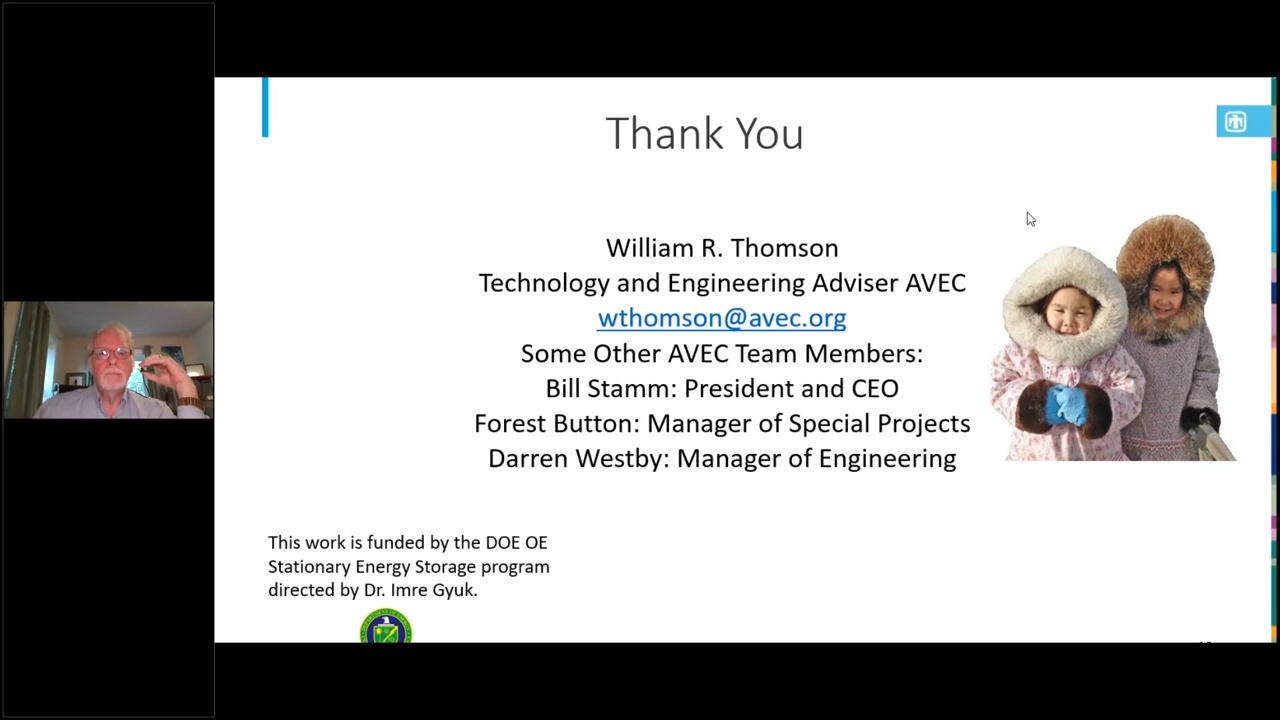 Thank You
William R. Thomson
Technology and Engineering Adviser AVEC
wthomson@avec.org
Some Other AVEC Team Members:
Bill Stamm: President and CEO
Forest Button: Manager of Special Projects
Darren Westby: Manager of Engineering
This work is funded by the DOE OE
Stationary Energy Storage program
directed by Dr. Imre Gyuk.